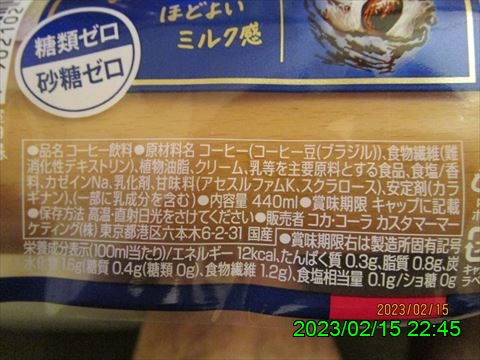 ほどよい
ミルク感
糖類ゼロ
砂糖ゼロ
●品名 コーヒー飲料●原材料名 コーヒー(コーヒー豆(ブラジル))、食物繊維(難
消化性デキストリン)、植物油脂、クリーム、乳等を主要原料とする食品、食塩/香
料、カゼインNa、乳化剤、甘味料(アセスルファムK、スクラロース)、安定剤(カラ
ギナン)、(一部に乳成分を含む)●内容量 440ml●賞味期限 キャップに記載
●保存方法 高温・直射日光をさけてください●販売者 コカ・コーラ カスタマーマー
ケティング(株) 東京都港区六本木6-2-31 国産 ●賞味期限右は製造所固有記号
栄養成分表示(100ml当たり)/エネルギー 12kcal、たんぱく質 0.3g、脂質 0.8g、炭
水化物 1.6g(糖質 0.4g(糖類 0g)、食物繊維 1.2g)、食塩相当量 0.1g/ショ糖 0g
キャ
ラベ
2023/02/15
2023/02/15 22:45